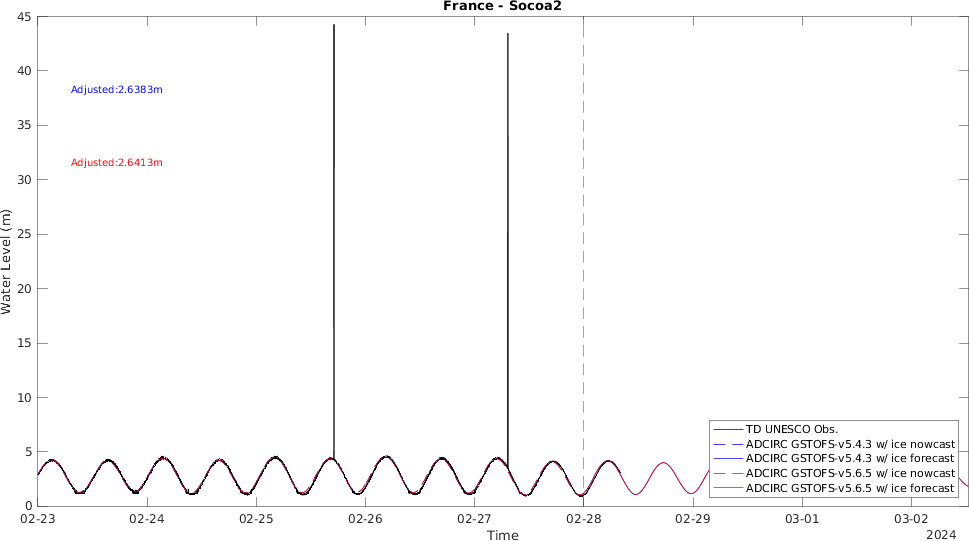 France - Socoa2
45
40
35
30
25
20
15
10
5
0
Water Level (m)
Adjusted:2.6383m
Adjusted:2.6413m
TD UNESCO Obs.
ADCIRC GSTOFS-v5.4.3 w/ ice nowcast
ADCIRC GSTOFS-v5.4.3 w/ ice forecast
ADCIRC GSTOFS-v5.6.5 w/ ice nowcast
ADCIRC GSTOFS-v5.6.5 w/ ice forecast
02-23 02-24 02-25 02-26 02-27 02-28 02-29 03-01 03-02
Time
2024